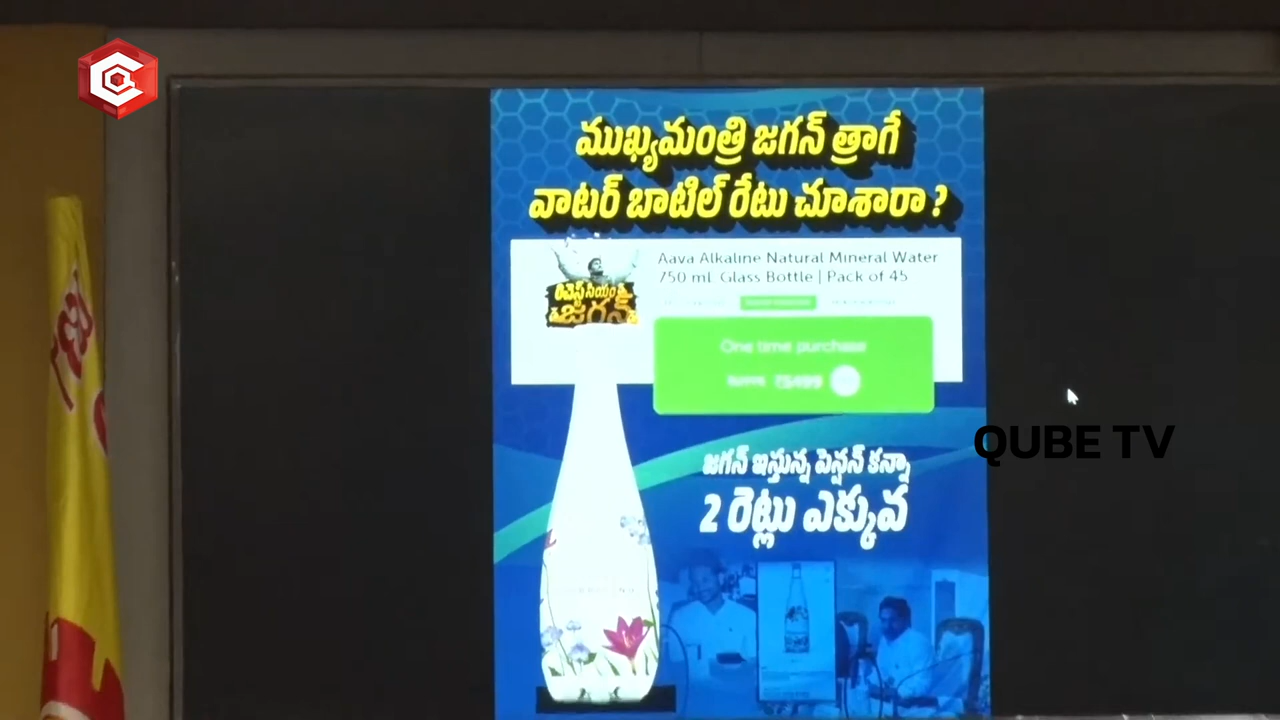 ముఖ్యమంత్రి జగన్ త్రాగే
వాటర్ బాటిల్ రేటు చూశారా ?
Aava Alkaline Natural Mineral Water
750 ml Glass Bottle | Pack of 45
One time purchase
జగన్ ఇస్తున్న పెన్షన్ కన్నా
2 రెట్లు ఎక్కువ
QUBE TV